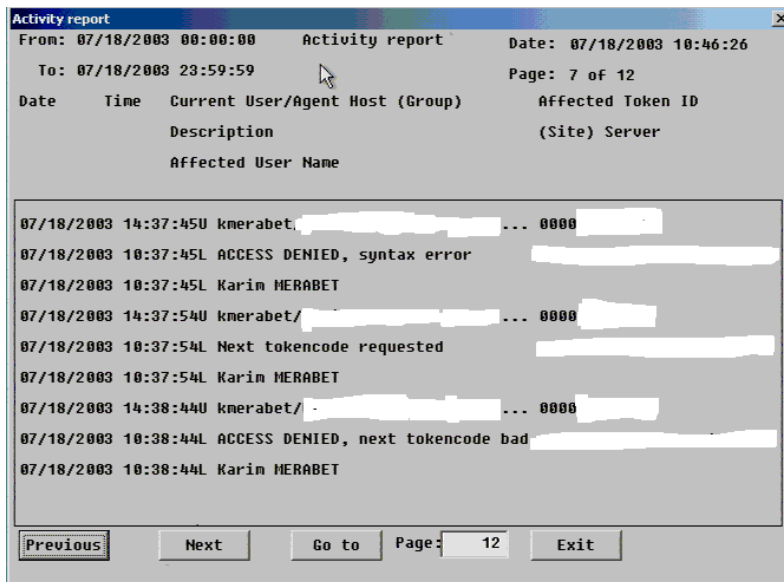 Activity report
From: 07/18/2003 00:00:00 Activity report Date: 07/18/2003 10:46:26
To: 07/18/2003 23:59:59 Page: 7 of 12
Date Time Current User/Agent Host (Group) Affected Token ID
Description (Site) Server
Affected User Name
07/18/2003 14:37:45U kmerabet/ ... 0000
07/18/2003 10:37:45L ACCESS DENIED, syntax error
07/18/2003 10:37:45L Karim MERABET
07/18/2003 14:37:54U kmerabet/ ... 0000
07/18/2003 10:37:54L Next tokencode requested
07/18/2003 10:37:54L Karim MERABET
07/18/2003 14:38:44U kmerabet/ ... 0000
07/18/2003 10:38:44L ACCESS DENIED, next tokencode bad
07/18/2003 10:38:44L Karim MERABET
Previous Next Go to Page: 12 Exit